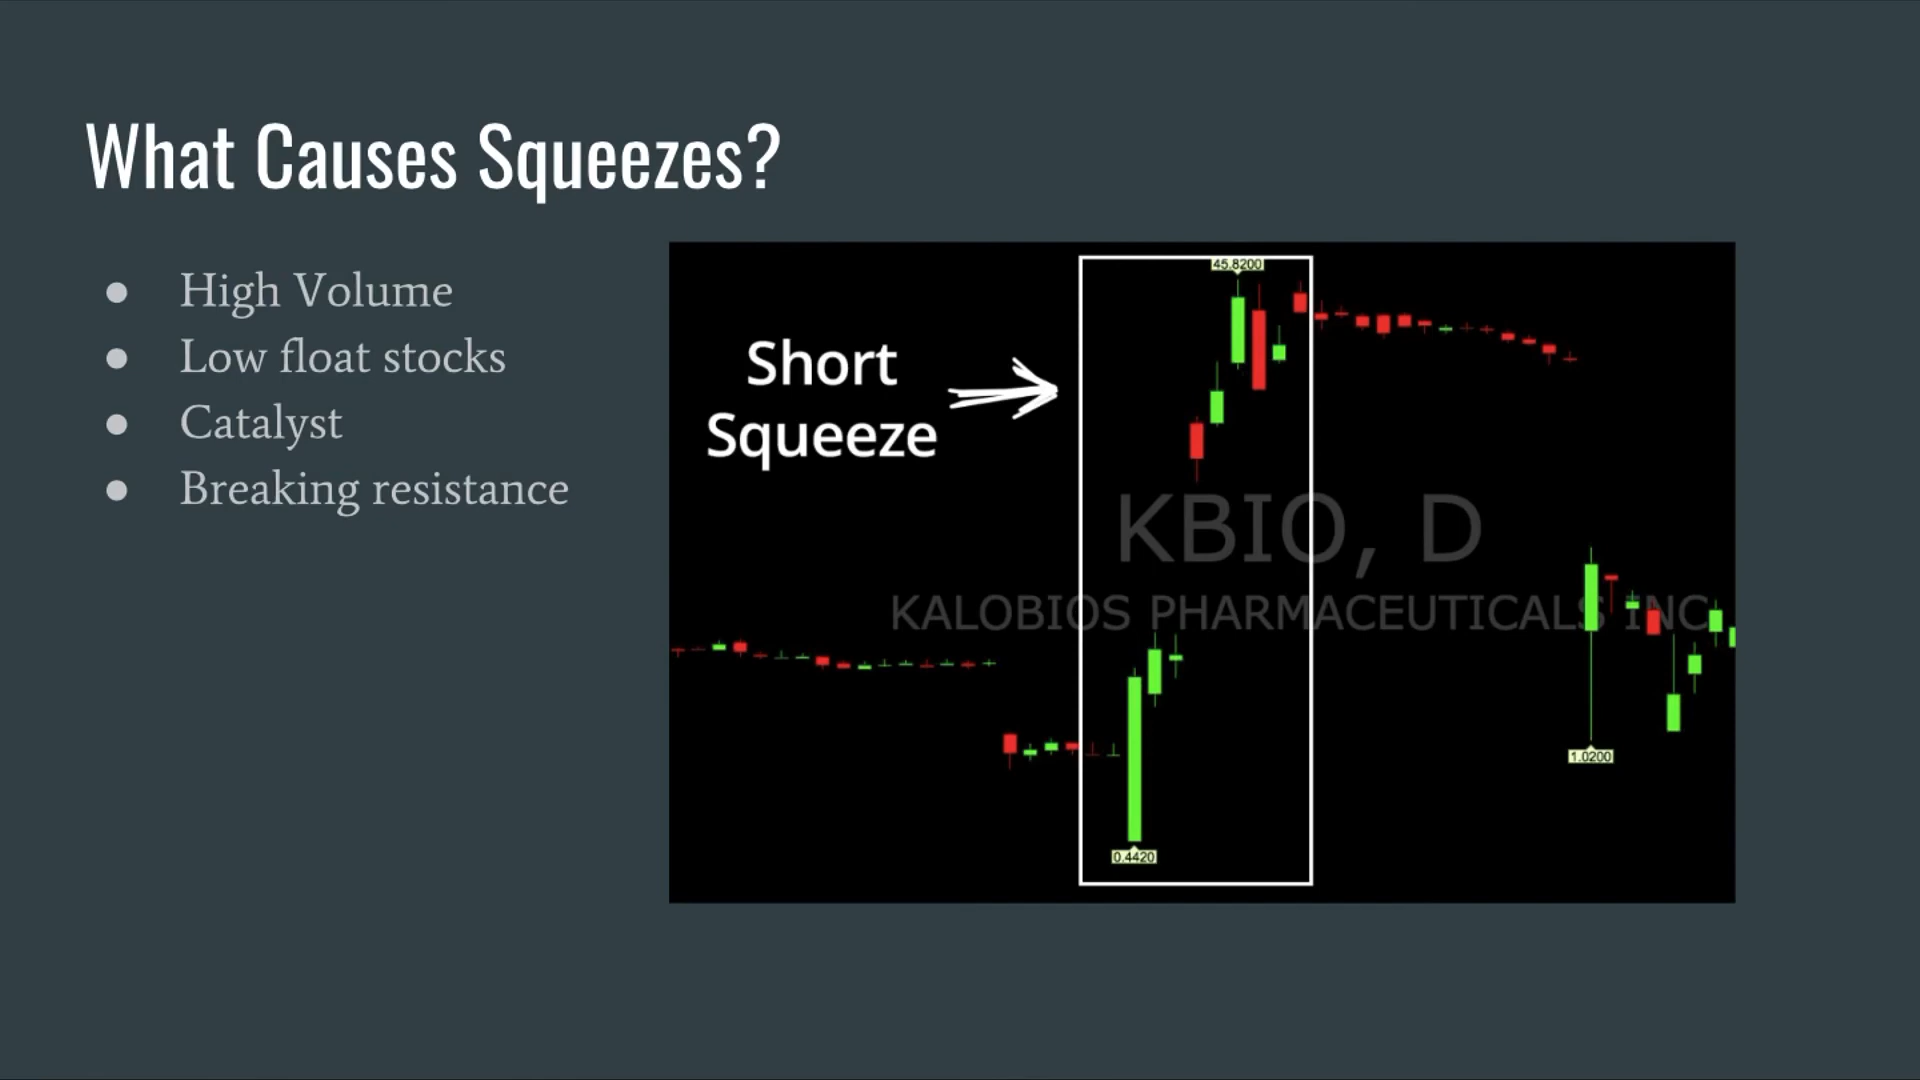 What Causes Squeezes?
● High Volume
● Low float stocks
● Catalyst
● Breaking resistance
Short
Squeeze
45.8200
KBIO, D
KALOBIOS PHARMACEUTICALS INC
1.0200
0.4420